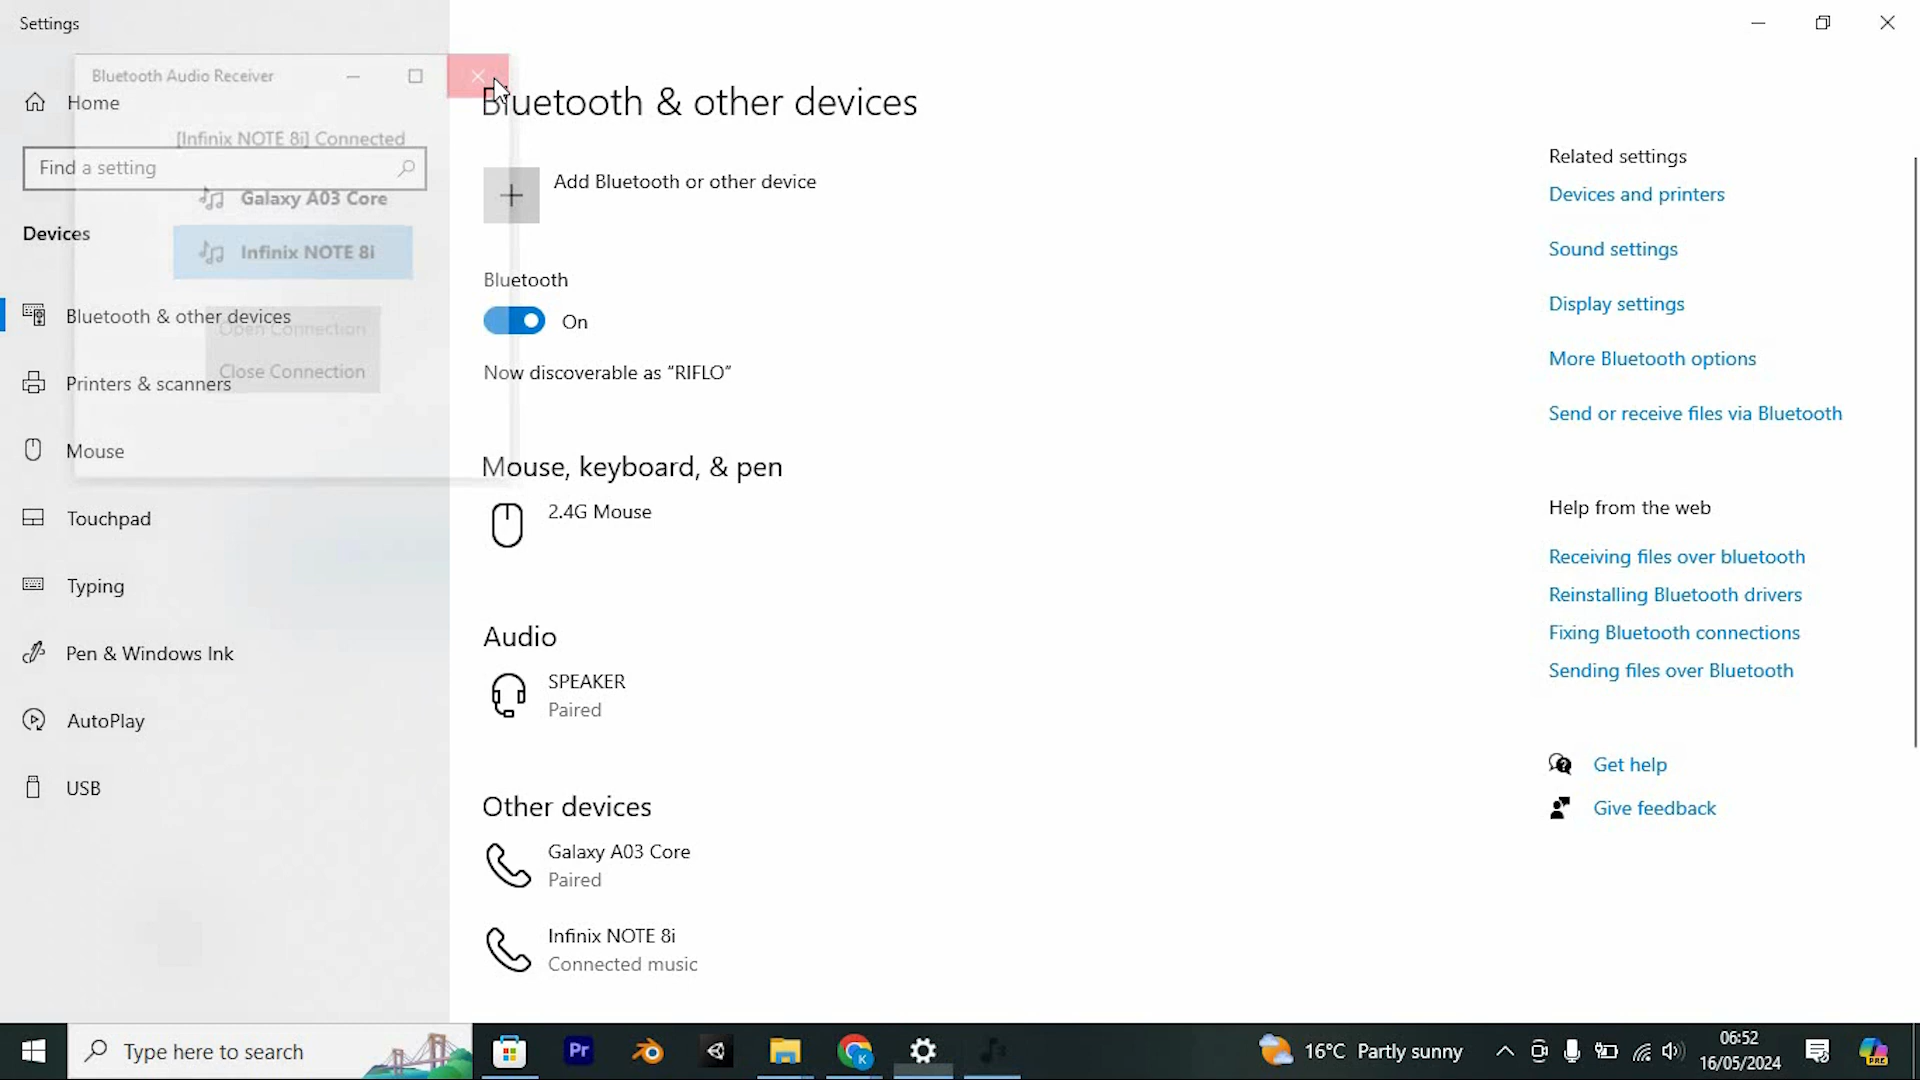 Settings
Bluetooth Audio Receiver
Home
[Infinix NOTE 8i] Connected
Find a setting
Galaxy A03 Core
Devices
Infinix NOTE 8i
Bluetooth & other devices
Open Connection
Close Connection
Printers & scanners
Mouse
Touchpad
Typing
Pen & Windows Ink
AutoPlay
USB
Bluetooth & other devices
Add Bluetooth or other device
Bluetooth
On
Now discoverable as “RIFLO”
Mouse, keyboard, & pen
2.4G Mouse
Audio
SPEAKER
Paired
Other devices
Galaxy A03 Core
Paired
Infinix NOTE 8i
Connected music
Related settings
Devices and printers
Sound settings
Display settings
More Bluetooth options
Send or receive files via Bluetooth
Help from the web
Receiving files over bluetooth
Reinstalling Bluetooth drivers
Fixing Bluetooth connections
Sending files over Bluetooth
Get help
Give feedback
Type here to search
Pr
K
16°C Partly sunny
06:52
16/05/2024
PRE